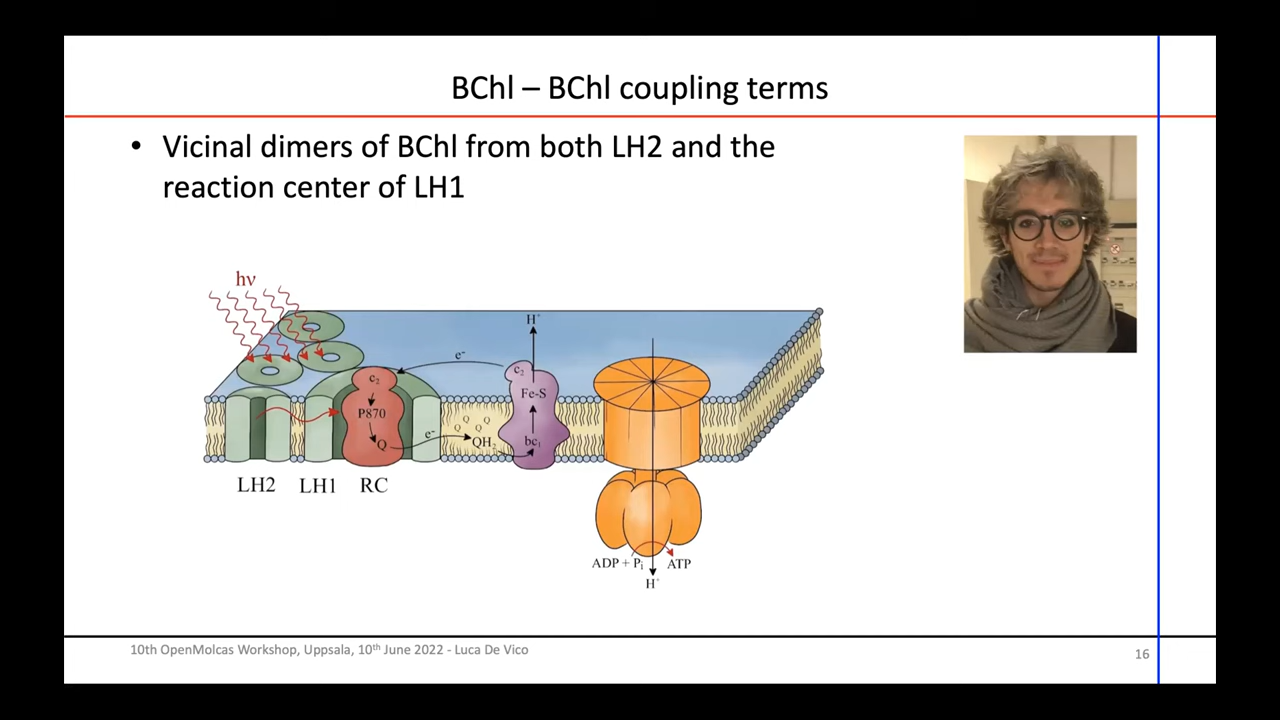 BChl – BChl coupling terms
• Vicinal dimers of BChl from both LH2 and the
reaction center of LH1
hν
H⁺
e⁻
c₂
c₂
Fe-S
P870
Q
Q
Q
Q
Q
Q
e⁻
QH₂
bc₁
LH2 LH1 RC
ADP + Pᵢ ATP
H⁺
10th OpenMolcas Workshop, Uppsala, 10ᵗʰ June 2022 - Luca De Vico
16